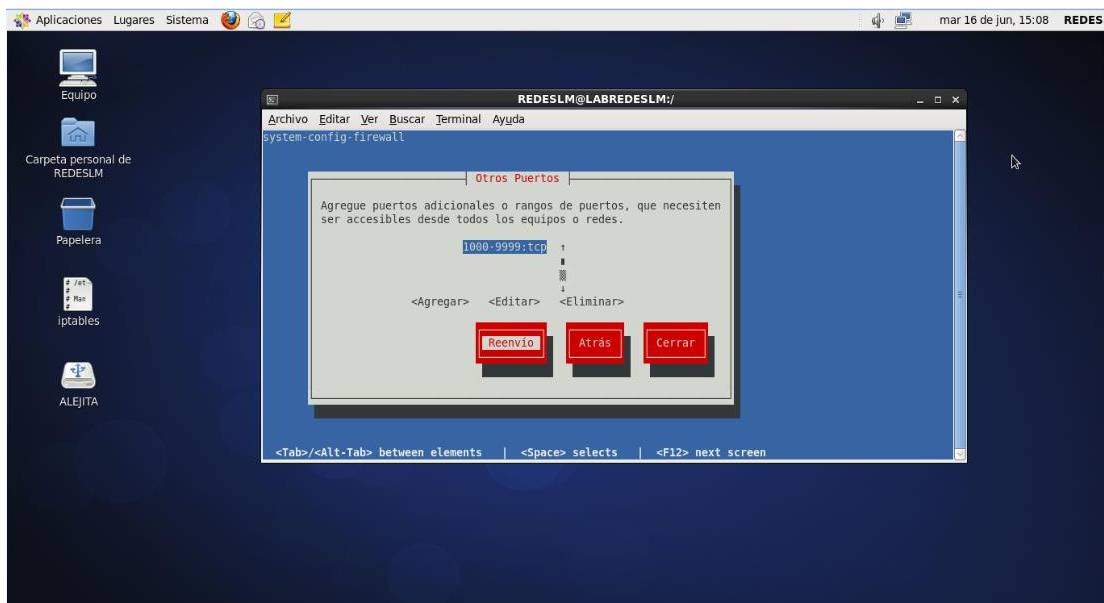 Aplicaciones Lugares Sistema
mar 16 de jun, 15:08 REDES
Equipo
Carpeta personal de
REDESLM
Papelera
# /et
#
# Man
#
iptables
ALEJITA
REDESLM@LABREDESLM:/
Archivo Editar Ver Buscar Terminal Ayuda
system-config-firewall
Otros Puertos
Agregue puertos adicionales o rangos de puertos, que necesiten
ser accesibles desde todos los equipos o redes.
1000-9999:tcp
<Agregar> <Editar> <Eliminar>
Reenvío Atrás Cerrar
<Tab>/<Alt-Tab> between elements | <Space> selects | <F12> next screen